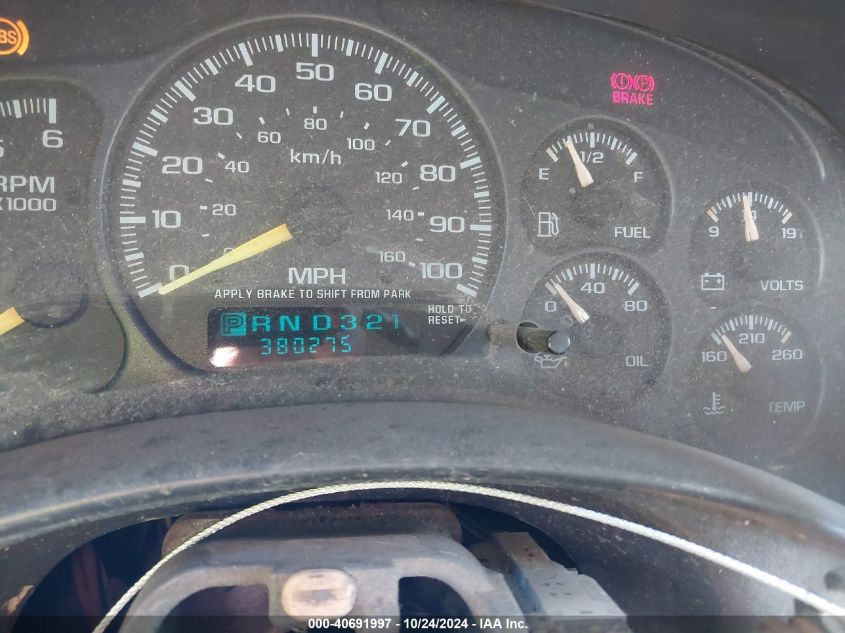 BS
6
RPM
X1000
0 10 20 30 40 50 60 70 80 90 100
20 40 60 80 100 120 140 160
km/h
MPH
APPLY BRAKE TO SHIFT FROM PARK
PRND321
380275
HOLD TO
RESET
BRAKE
E 1/2 F
FUEL
9 19
VOLTS
0 40 80
OIL
160 210 260
TEMP
000-40691997 - 10/24/2024 - IAA Inc.